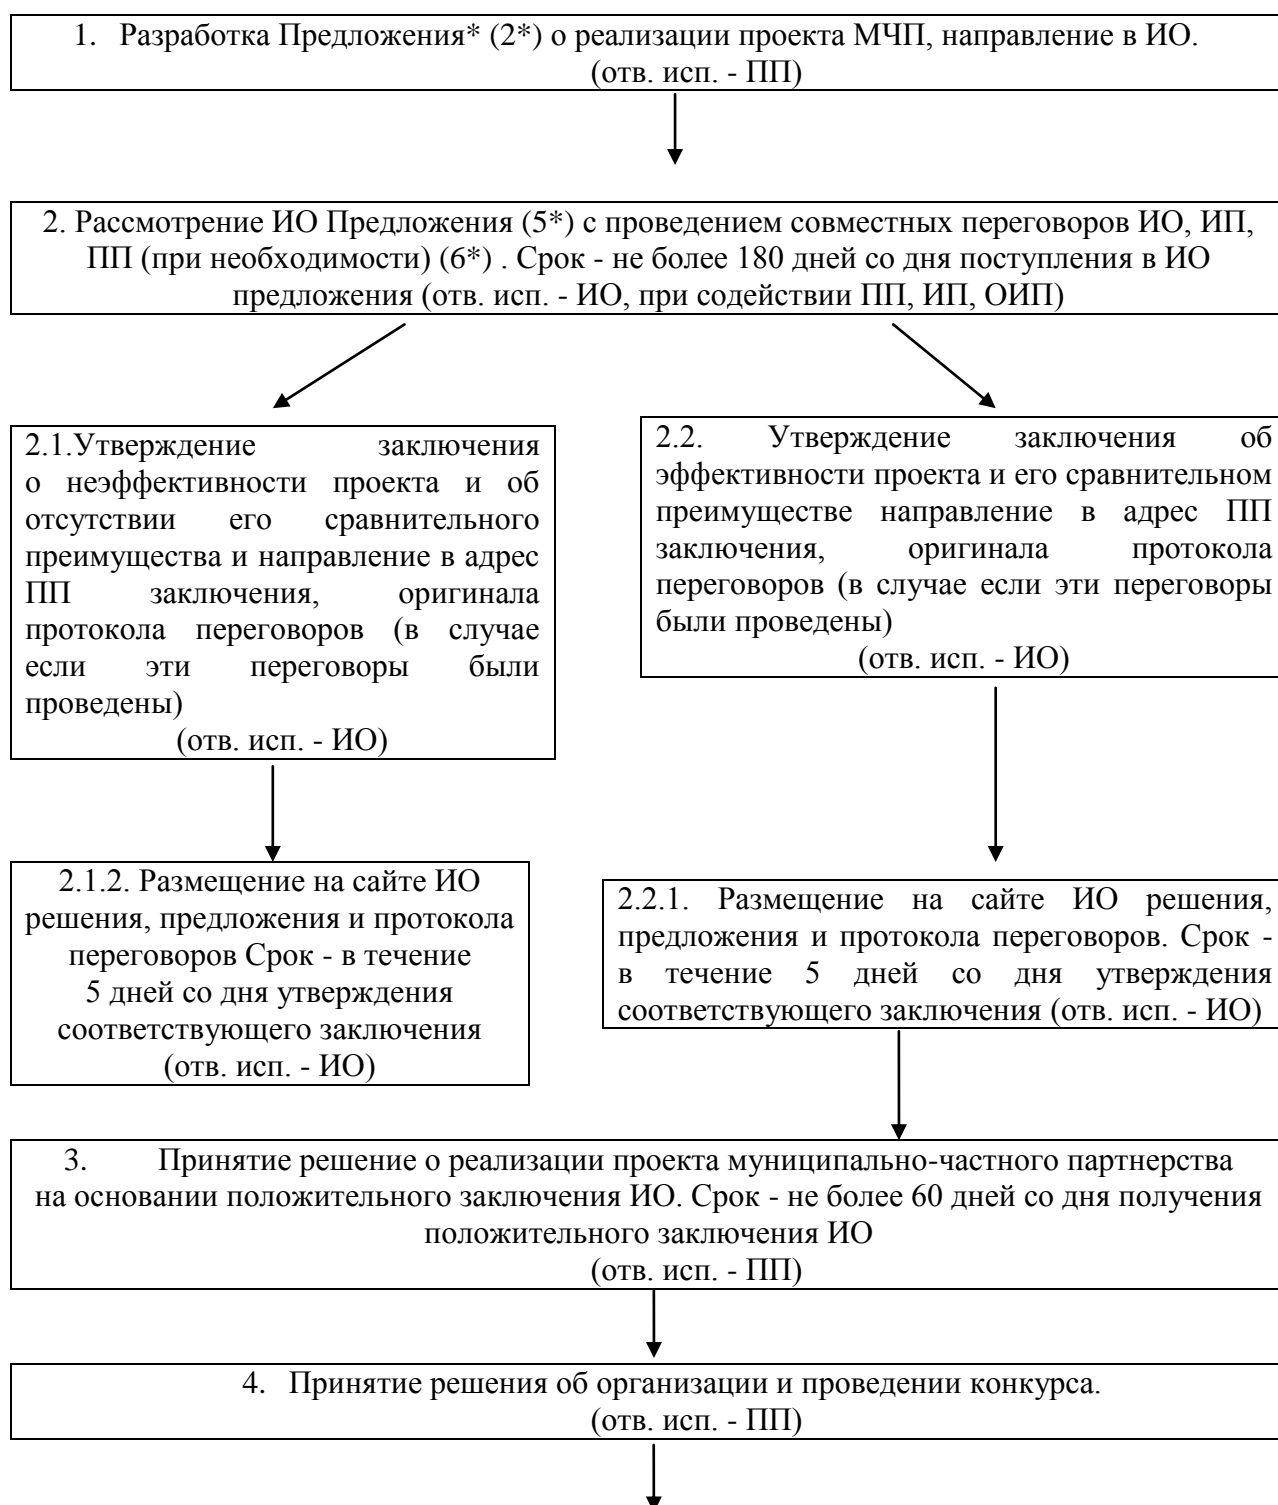 1. Разработка Предложения* (2*) о реализации проекта МЧП, направление в ИО.
(отв. исп. - ПП)
2. Рассмотрение ИО Предложения (5*) с проведением совместных переговоров ИО, ИП,
ПП (при необходимости) (6*) . Срок - не более 180 дней со дня поступления в ИО
предложения (отв. исп. - ИО, при содействии ПП, ИП, ОИП)
2.1.Утверждение заключения
о неэффективности проекта и об
отсутствии его сравнительного
преимущества и направление в адрес
ПП заключения, оригинала
протокола переговоров (в случае
если эти переговоры были
проведены)
(отв. исп. - ИО)
2.2. Утверждение заключения об
эффективности проекта и его сравнительном
преимуществе направление в адрес ПП
заключения, оригинала протокола
переговоров (в случае если эти переговоры
были проведены)
(отв. исп. - ИО)
2.1.2. Размещение на сайте ИО
решения, предложения и протокола
переговоров Срок - в течение
5 дней со дня утверждения
соответствующего заключения
(отв. исп. - ИО)
2.2.1. Размещение на сайте ИО решения,
предложения и протокола переговоров. Срок -
в течение 5 дней со дня утверждения
соответствующего заключения (отв. исп. - ИО)
3. Принятие решение о реализации проекта муниципально-частного партнерства
на основании положительного заключения ИО. Срок - не более 60 дней со дня получения
положительного заключения ИО
(отв. исп. - ПП)
4. Принятие решения об организации и проведении конкурса.
(отв. исп. - ПП)